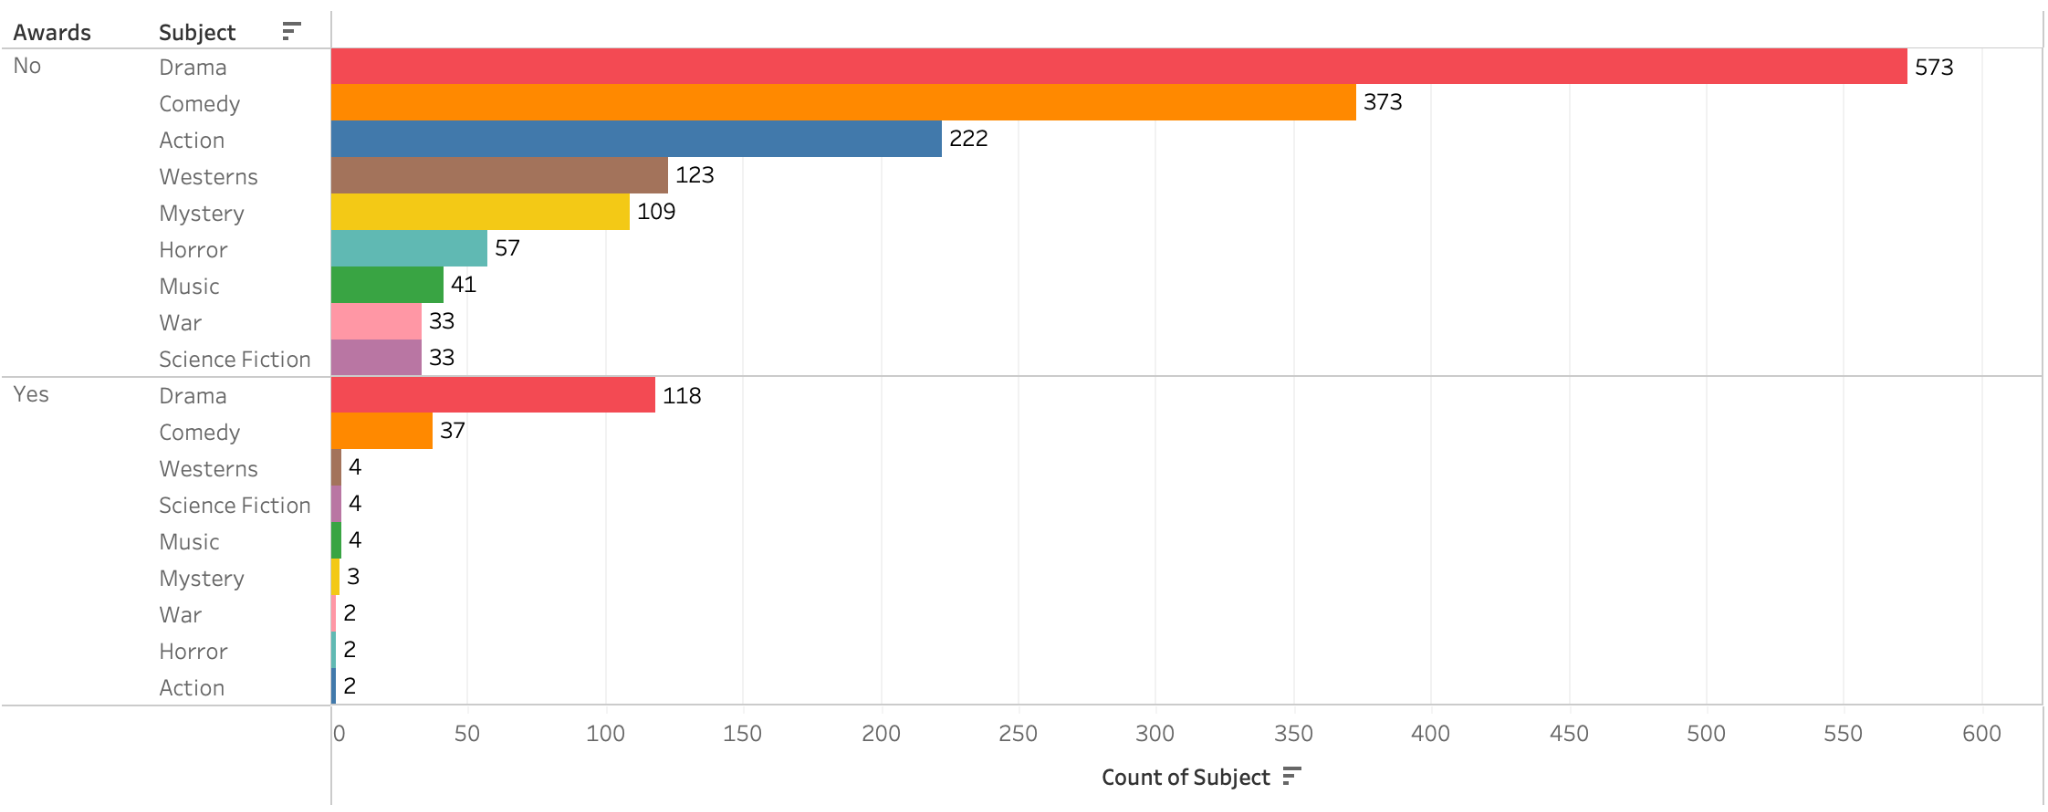 Awards Subject
No Drama 573
Comedy 373
Action 222
Westerns 123
Mystery 109
Horror 57
Music 41
War 33
Science Fiction 33
Yes Drama 118
Comedy 37
Westerns 4
Science Fiction 4
Music 4
Mystery 3
War 2
Horror 2
Action 2
0 50 100 150 200 250 300 350 400 450 500 550 600
Count of Subject